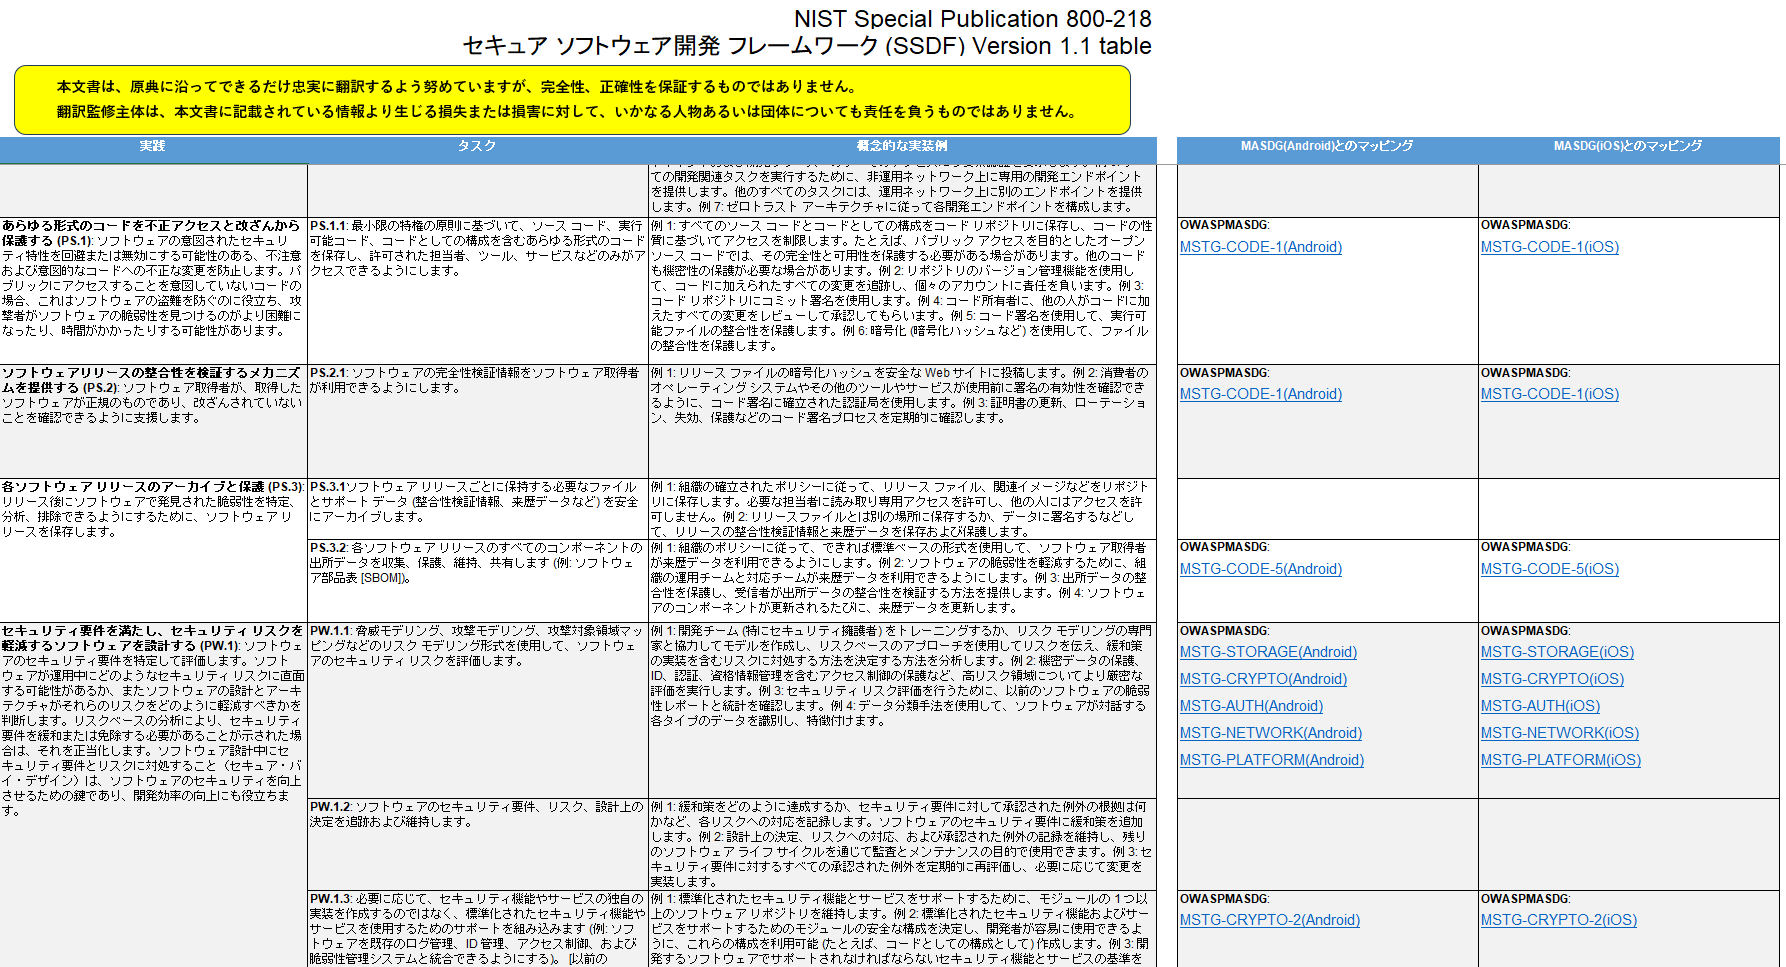 NIST Special Publication 800-218
セキュア ソフトウェア開発 フレームワーク (SSDF) Version 1.1 table
本文書は、原典に沿ってできるだけ忠実に翻訳するよう努めていますが、完全性、正確性を保証するものではありません。
翻訳監修主体は、本文書に記載されている情報より生じる損失または損害に対して、いかなる人物あるいは団体についても責任を負うものではありません。
実践
タスク
概念的な実装例
MASDG(Android)とのマッピング
MASDG(iOS)とのマッピング
ての開発関連タスクを実行するために、非運用ネットワーク上に専用の開発エンドポイント
を提供します。他のすべてのタスクには、運用ネットワーク上に別のエンドポイントを提供
します。例 7: ゼロトラスト アーキテクチャに従って各開発エンドポイントを構成します。
あらゆる形式のコードを不正アクセスと改ざんから
保護する (PS.1): ソフトウェアの意図されたセキュリ
ティ特性を回避または無効にする可能性のある、不注意
および意図的なコードへの不正な変更を防止します。パ
ブリックにアクセスすることを意図していないコードの
場合、これはソフトウェアの盗難を防ぐのに役立ち、攻
撃者がソフトウェアの脆弱性を見つけるのがより困難に
なったり、時間がかかったりする可能性があります。
PS.1.1: 最小限の特権の原則に基づいて、ソース コード、実行
可能コード、コードとしての構成を含むあらゆる形式のコード
を保存し、許可された担当者、ツール、サービスなどのみがア
クセスできるようにします。
例 1: すべてのソース コードとコードとしての構成をコード リポジトリに保存し、コードの性
質に基づいてアクセスを制限します。たとえば、パブリック アクセスを目的としたオープン
ソース コードでは、その完全性と可用性を保護する必要がある場合があります。他のコード
も機密性の保護が必要な場合があります。例 2: リポジトリのバージョン管理機能を使用し
て、コードに加えられたすべての変更を追跡し、個々のアカウントに責任を負います。例 3:
コード リポジトリにコミット署名を使用します。例 4: コード所有者に、他の人がコードに加
えたすべての変更をレビューして承認してもらいます。例 5: コード署名を使用して、実行可
能ファイルの整合性を保護します。例 6: 暗号化 (暗号化ハッシュなど) を使用して、ファイル
の整合性を保護します。
OWASPMASDG:
MSTG-CODE-1(Android)
OWASPMASDG:
MSTG-CODE-1(iOS)
ソフトウェアリリースの整合性を検証するメカニズ
ムを提供する (PS.2): ソフトウェア取得者が、取得した
ソフトウェアが正規のものであり、改ざんされていない
ことを確認できるように支援します。
PS.2.1: ソフトウェアの完全性検証情報をソフトウェア取得者
が利用できるようにします。
例 1: リリース ファイルの暗号化ハッシュを安全な Web サイトに投稿します。例 2: 消費者の
オペレーティング システムやその他のツールやサービスが使用前に署名の有効性を確認でき
るように、コード署名に確立された認証局を使用します。例 3: 証明書の更新、ローテーショ
ン、失効、保護などのコード署名プロセスを定期的に確認します。
OWASPMASDG:
MSTG-CODE-1(Android)
OWASPMASDG:
MSTG-CODE-1(iOS)
各ソフトウェア リリースのアーカイブと保護 (PS.3):
リリース後にソフトウェアで発見された脆弱性を特定、
分析、排除できるようにするために、ソフトウェア リ
リースを保存します。
PS.3.1ソフトウェア リリースごとに保持する必要なファイル
とサポート データ (整合性検証情報、来歴データなど) を安全
にアーカイブします。
例 1: 組織の確立されたポリシーに従って、リリース ファイル、関連イメージなどをリポジト
リに保存します。必要な担当者に読み取り専用アクセスを許可し、他の人にはアクセスを許
可しません。例 2: リリースファイルとは別の場所に保存するか、データに署名するなどし
て、リリースの整合性検証情報と来歴データを保存および保護します。
PS.3.2: 各ソフトウェア リリースのすべてのコンポーネントの
出所データを収集、保護、維持、共有します (例: ソフトウェ
ア部品表 [SBOM])。
例 1: 組織のポリシーに従って、できれば標準ベースの形式を使用して、ソフトウェア取得者
が来歴データを利用できるようにします。例 2: ソフトウェアの脆弱性を軽減するために、組
織の運用チームと対応チームが来歴データを利用できるようにします。例 3: 出所データの整
合性を保護し、受信者が出所データの整合性を検証する方法を提供します。例 4: ソフトウェ
アのコンポーネントが更新されるたびに、来歴データを更新します。
OWASPMASDG:
MSTG-CODE-5(Android)
OWASPMASDG:
MSTG-CODE-5(iOS)
セキュリティ要件を満たし、セキュリティ リスクを
軽減するソフトウェアを設計する (PW.1): ソフトウェ
アのセキュリティ要件を特定して評価します。ソフト
ウェアが運用中にどのようなセキュリティ リスクに直面
する可能性があるか、またソフトウェアの設計とアーキ
テクチャがそれらのリスクをどのように軽減すべきかを
判断します。リスクベースの分析により、セキュリティ
要件を緩和または免除する必要があることが示された場
合は、それを正当化します。ソフトウェア設計中にセ
キュリティ要件とリスクに対処すること（セキュア・バ
イ・デザイン）は、ソフトウェアのセキュリティを向上
させるための鍵であり、開発効率の向上にも役立ちま
す。
PW.1.1: 脅威モデリング、攻撃モデリング、攻撃対象領域マッ
ピングなどのリスク モデリング形式を使用して、ソフトウェ
アのセキュリティ リスクを評価します。
例 1: 開発チーム (特にセキュリティ擁護者) をトレーニングするか、リスク モデリングの専門
家と協力してモデルを作成し、リスクベースのアプローチを使用してリスクを伝え、緩和策
の実装を含むリスクに対処する方法を決定する方法を分析します。例 2: 機密データの保護、
ID、認証、資格情報管理を含むアクセス制御の保護など、高リスク領域についてより厳密な
評価を実行します。例 3: セキュリティ リスク評価を行うために、以前のソフトウェアの脆弱
性レポートと統計を確認します。例 4: データ分類手法を使用して、ソフトウェアが対話する
各タイプのデータを識別し、特徴付けます。
OWASPMASDG:
MSTG-STORAGE(Android)
MSTG-CRYPTO(Android)
MSTG-AUTH(Android)
MSTG-NETWORK(Android)
MSTG-PLATFORM(Android)
OWASPMASDG:
MSTG-STORAGE(iOS)
MSTG-CRYPTO(iOS)
MSTG-AUTH(iOS)
MSTG-NETWORK(iOS)
MSTG-PLATFORM(iOS)
PW.1.2: ソフトウェアのセキュリティ要件、リスク、設計上の
決定を追跡および維持します。
例 1: 緩和策をどのように達成するか、セキュリティ要件に対して承認された例外の根拠は何
かなど、各リスクへの対応を記録します。ソフトウェアのセキュリティ要件に緩和策を追加
します。例 2: 設計上の決定、リスクへの対応、および承認された例外の記録を維持し、残り
のソフトウェア ライフ サイクルを通じて監査とメンテナンスの目的で使用できます。例 3: セ
キュリティ要件に対するすべての承認された例外を定期的に再評価し、必要に応じて変更を
実装します。
PW.1.3: 必要に応じて、セキュリティ機能やサービスの独自の
実装を作成するのではなく、標準化されたセキュリティ機能や
サービスを使用するためのサポートを組み込みます (例: ソフ
トウェアを既存のログ管理、ID 管理、アクセス制御、および
脆弱性管理システムと統合できるようにする)。 [以前の
例 1: 標準化されたセキュリティ機能とサービスをサポートするために、モジュールの 1 つ以
上のソフトウェア リポジトリを維持します。例 2: 標準化されたセキュリティ機能およびサー
ビスをサポートするためのモジュールの安全な構成を決定し、開発者が容易に使用できるよ
うに、これらの構成を利用可能 (たとえば、コードとしての構成として) 作成します。例 3: 開
発するソフトウェアでサポートされなければならないセキュリティ機能とサービスの基準を
OWASPMASDG:
MSTG-CRYPTO-2(Android)
OWASPMASDG:
MSTG-CRYPTO-2(iOS)